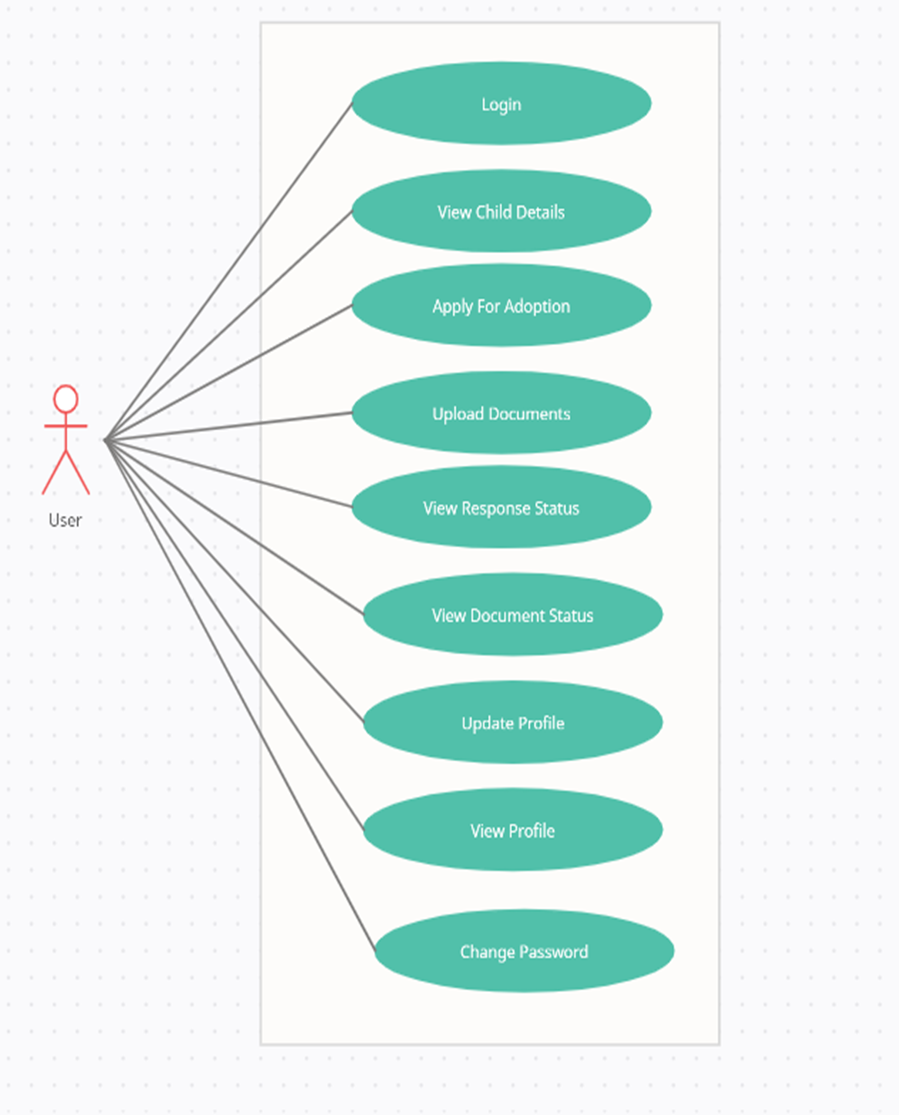 Login
View Child Details
Apply For Adoption
Upload Documents
View Response Status
User
View Document Status
Update Profile
View Profile
Change Password